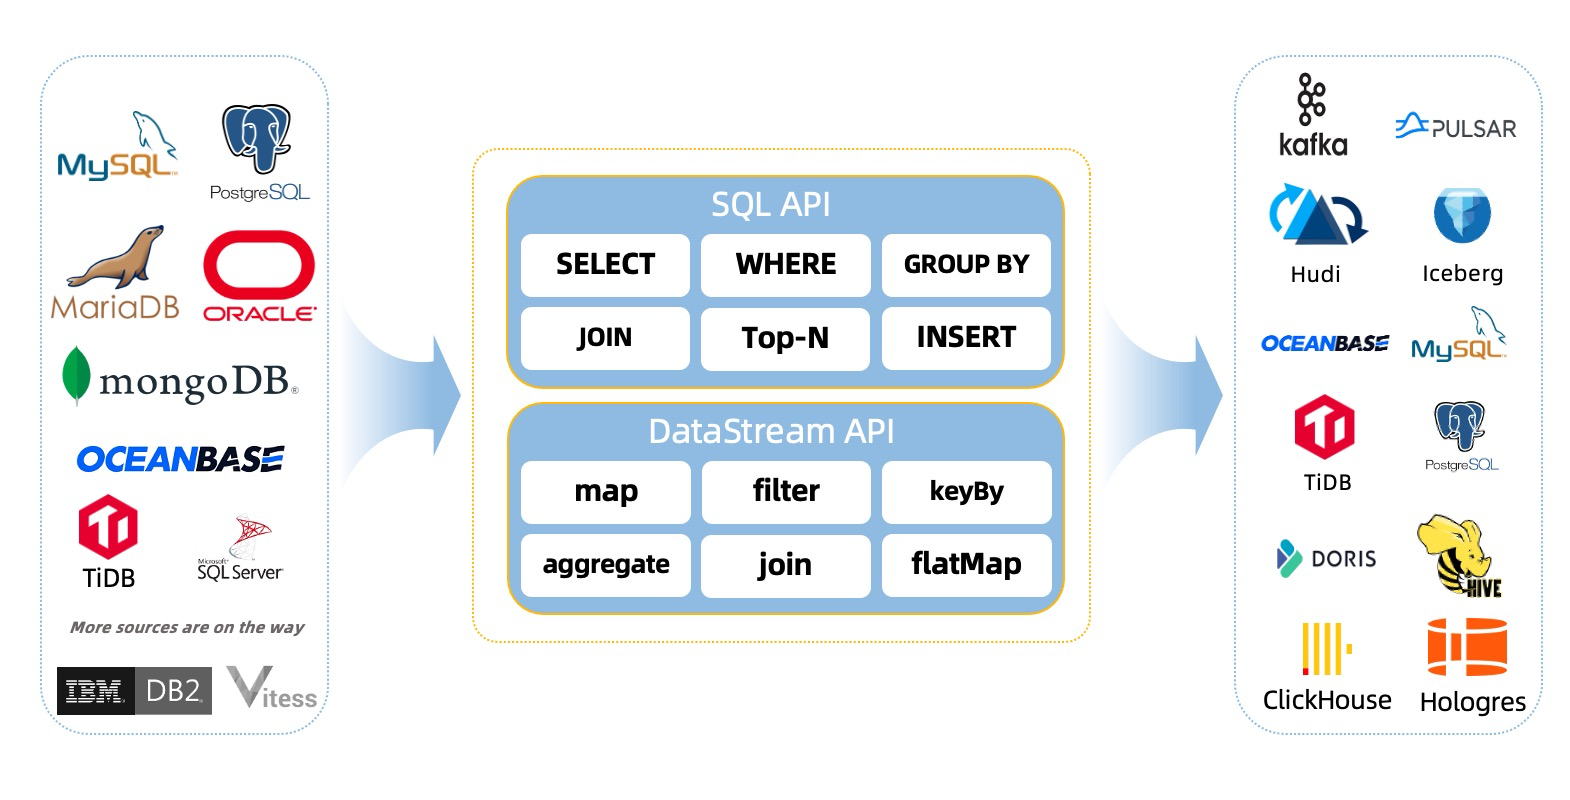 MySQL™
PostgreSQL
MariaDB
ORACLE®
mongoDB®
OCEANBASE
TiDB
Microsoft®
SQL Server®
More sources are on the way
IBM® DB2®
Vitess
SQL API
SELECT WHERE GROUP BY
JOIN Top-N INSERT
DataStream API
map filter keyBy
aggregate join flatMap
kafka
PULSAR
Hudi
Iceberg
OCEANBASE
MySQL™
TiDB
PostgreSQL
DORIS
HIVE
ClickHouse
Hologres